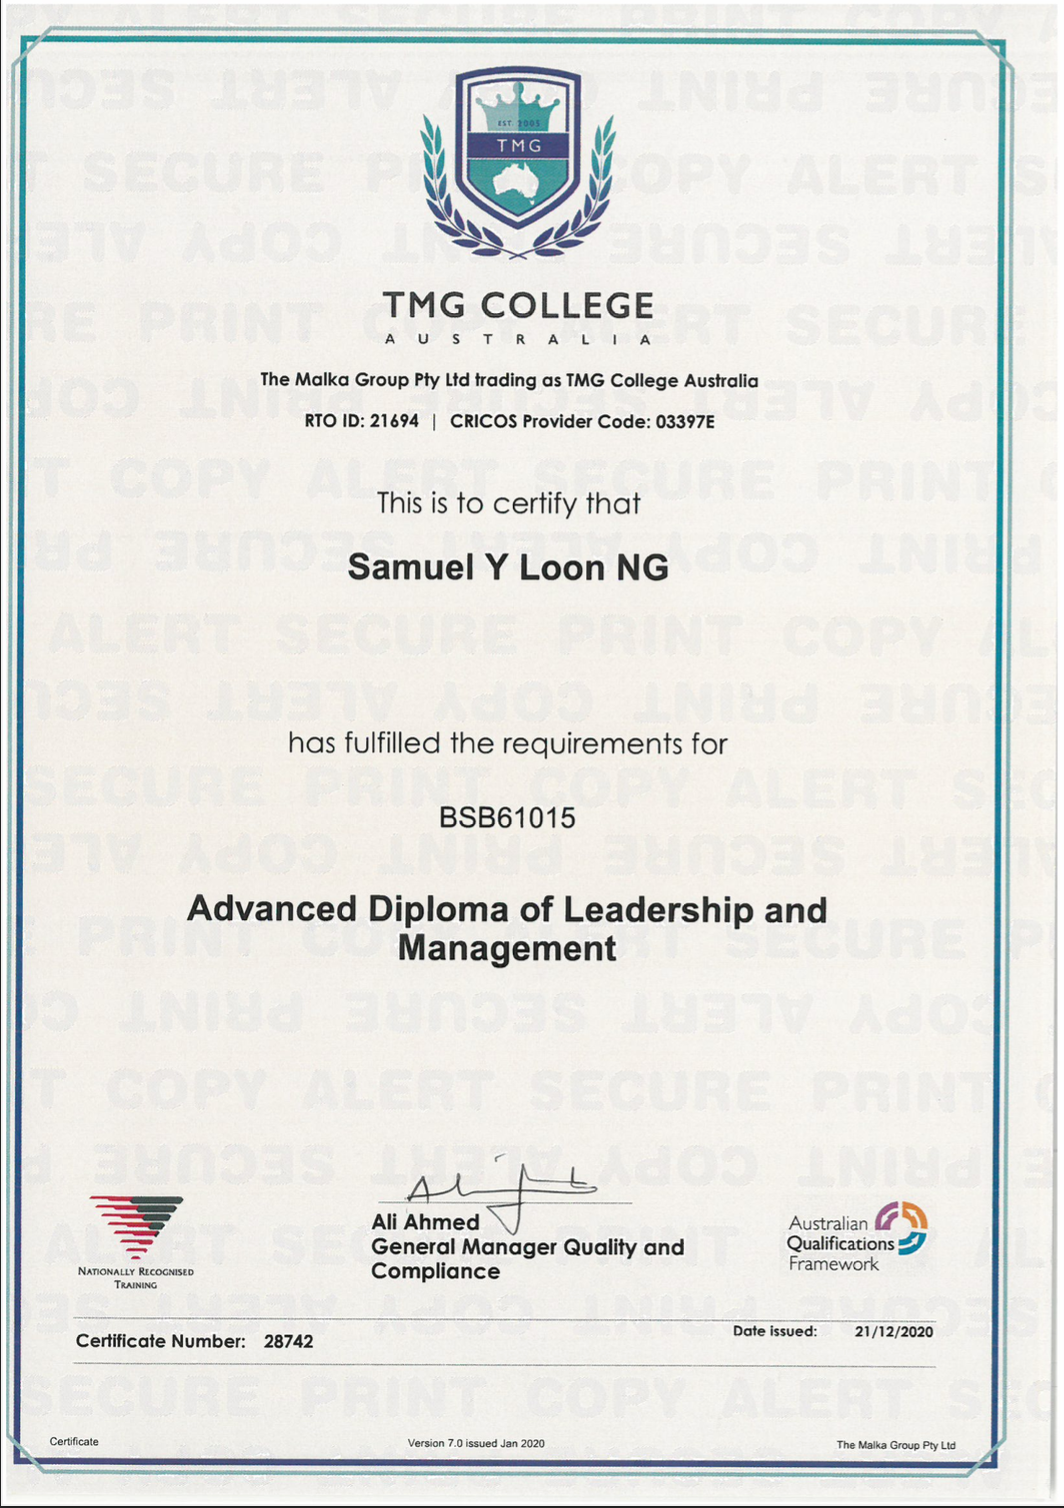 EST. 2005
TMG
TMG COLLEGE
AUSTRALIA
The Malka Group Pty Ltd trading as TMG College Australia
RTO ID: 21694 | CRICOS Provider Code: 03397E
This is to certify that
Samuel Y Loon NG
has fulfilled the requirements for
BSB61015
Advanced Diploma of Leadership and
Management
Ali Ahmed
General Manager Quality and
Compliance
NATIONALLY RECOGNISED
TRAINING
Australian
Qualifications
Framework
Certificate Number: 28742
Date issued: 21/12/2020
Certificate
Version 7.0 issued Jan 2020
The Malka Group Pty Ltd